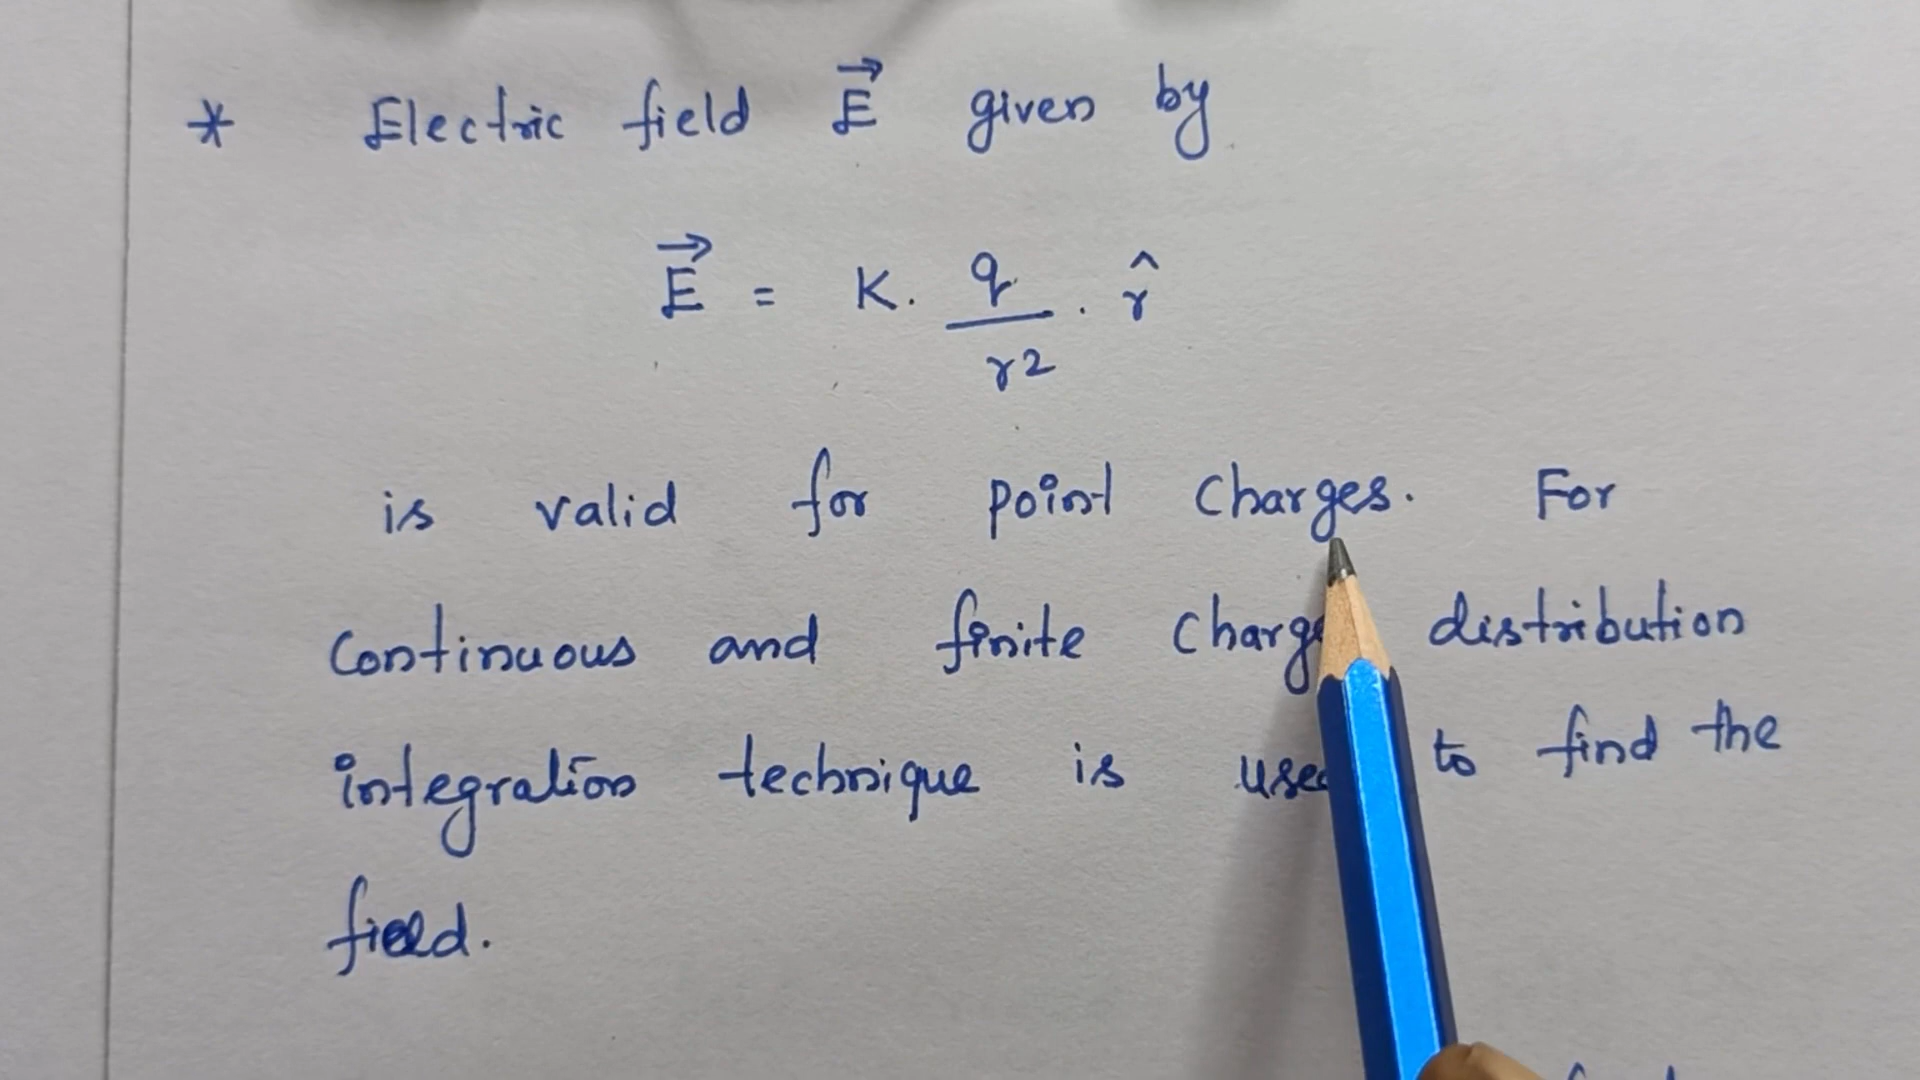 * Electric field E⃗ given by
E⃗ = K. q/r2 . r̂
is valid for point charges. For
continuous and finite charge distribution
integration technique is used to find the
field.